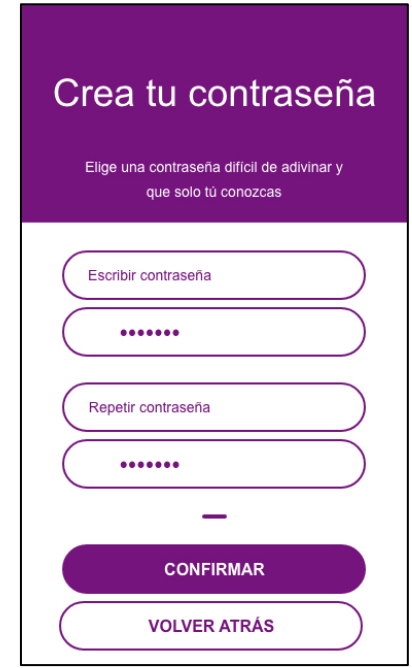 Crea tu contraseña
Elige una contraseña difícil de adivinar y
que solo tú conozcas
Escribir contraseña
•••••••
Repetir contraseña
•••••••
CONFIRMAR
VOLVER ATRÁS